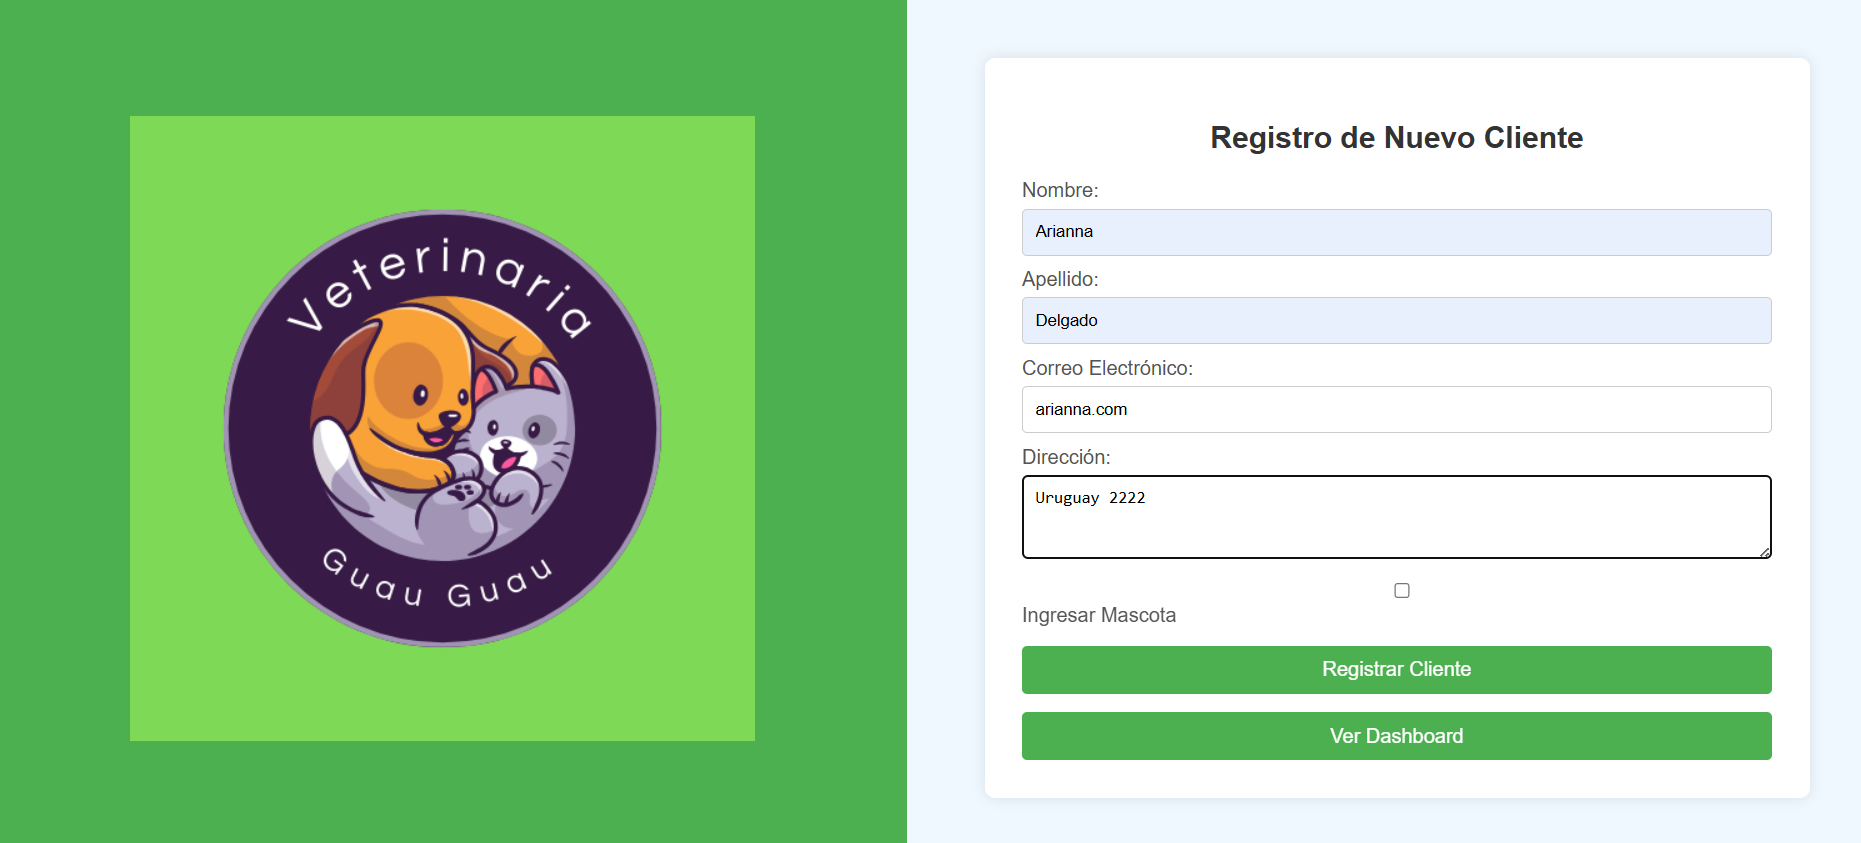 Veterinaria
Guau Guau
Registro de Nuevo Cliente
Nombre:
Arianna
Apellido:
Delgado
Correo Electrónico:
arianna.com
Dirección:
Uruguay 2222
Ingresar Mascota
Registrar Cliente
Ver Dashboard